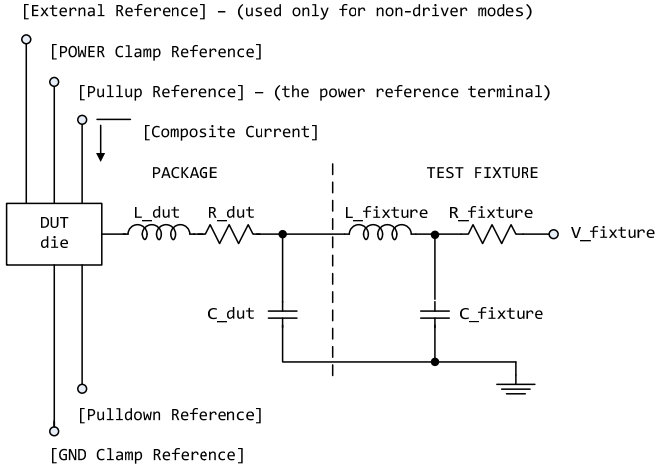 [External Reference] – (used only for non-driver modes)
[POWER Clamp Reference]
[Pullup Reference] – (the power reference terminal)
[Composite Current]
PACKAGE
TEST FIXTURE
DUT
die
L_dut
R_dut
L_fixture
R_fixture
V_fixture
C_dut
C_fixture
[Pulldown Reference]
[GND Clamp Reference]